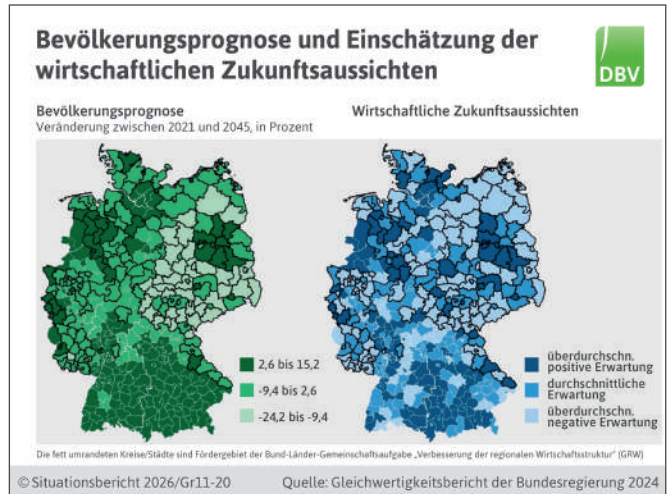 Bevölkerungsprognose und Einschätzung der
wirtschaftlichen Zukunftsaussichten
DBV
Bevölkerungsprognose
Veränderung zwischen 2021 und 2045, in Prozent
Wirtschaftliche Zukunftsaussichten
2,6 bis 15,2
-9,4 bis 2,6
-24,2 bis -9,4
überdurchschn.
positive Erwartung
durchschnittliche
Erwartung
überdurchschn.
negative Erwartung
Die fett umrandeten Kreise/Städte sind Fördergebiet der Bund-Länder-Gemeinschaftsaufgabe „Verbesserung der regionalen Wirtschaftsstruktur" (GRW)
© Situationsbericht 2026/Gr11-20
Quelle: Gleichwertigkeitsbericht der Bundesregierung 2024